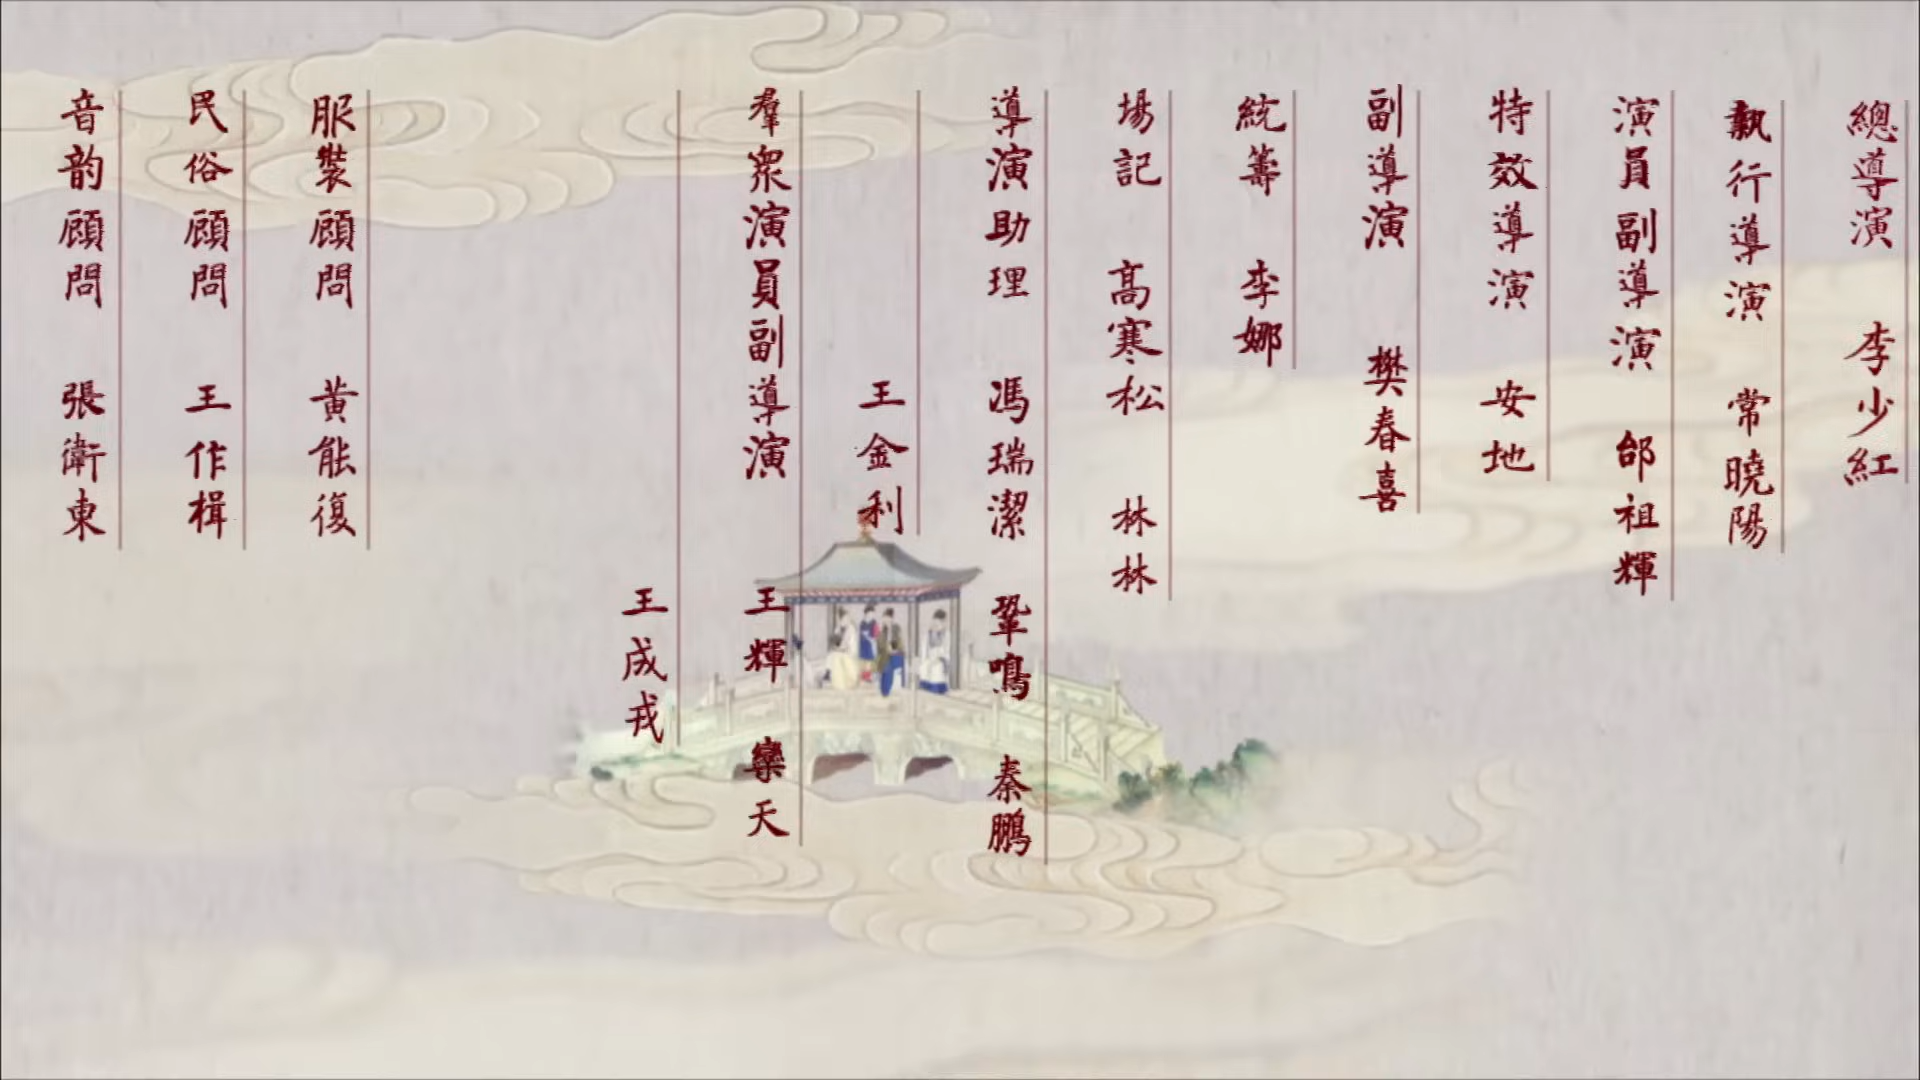 總導演 李少紅
執行導演 常曉陽
演員副導演 邰祖輝
特效導演 安地
副導演 樊春喜
統籌 李娜
場記 高寒松 林林
導演助理 馮瑞潔 鞏鳴 秦鵬
王金利
羣衆演員副導演 王輝 欒天
王成戎
服裝顧問 黃能復
民俗顧問 王作楫
音韵顧問 張衛東